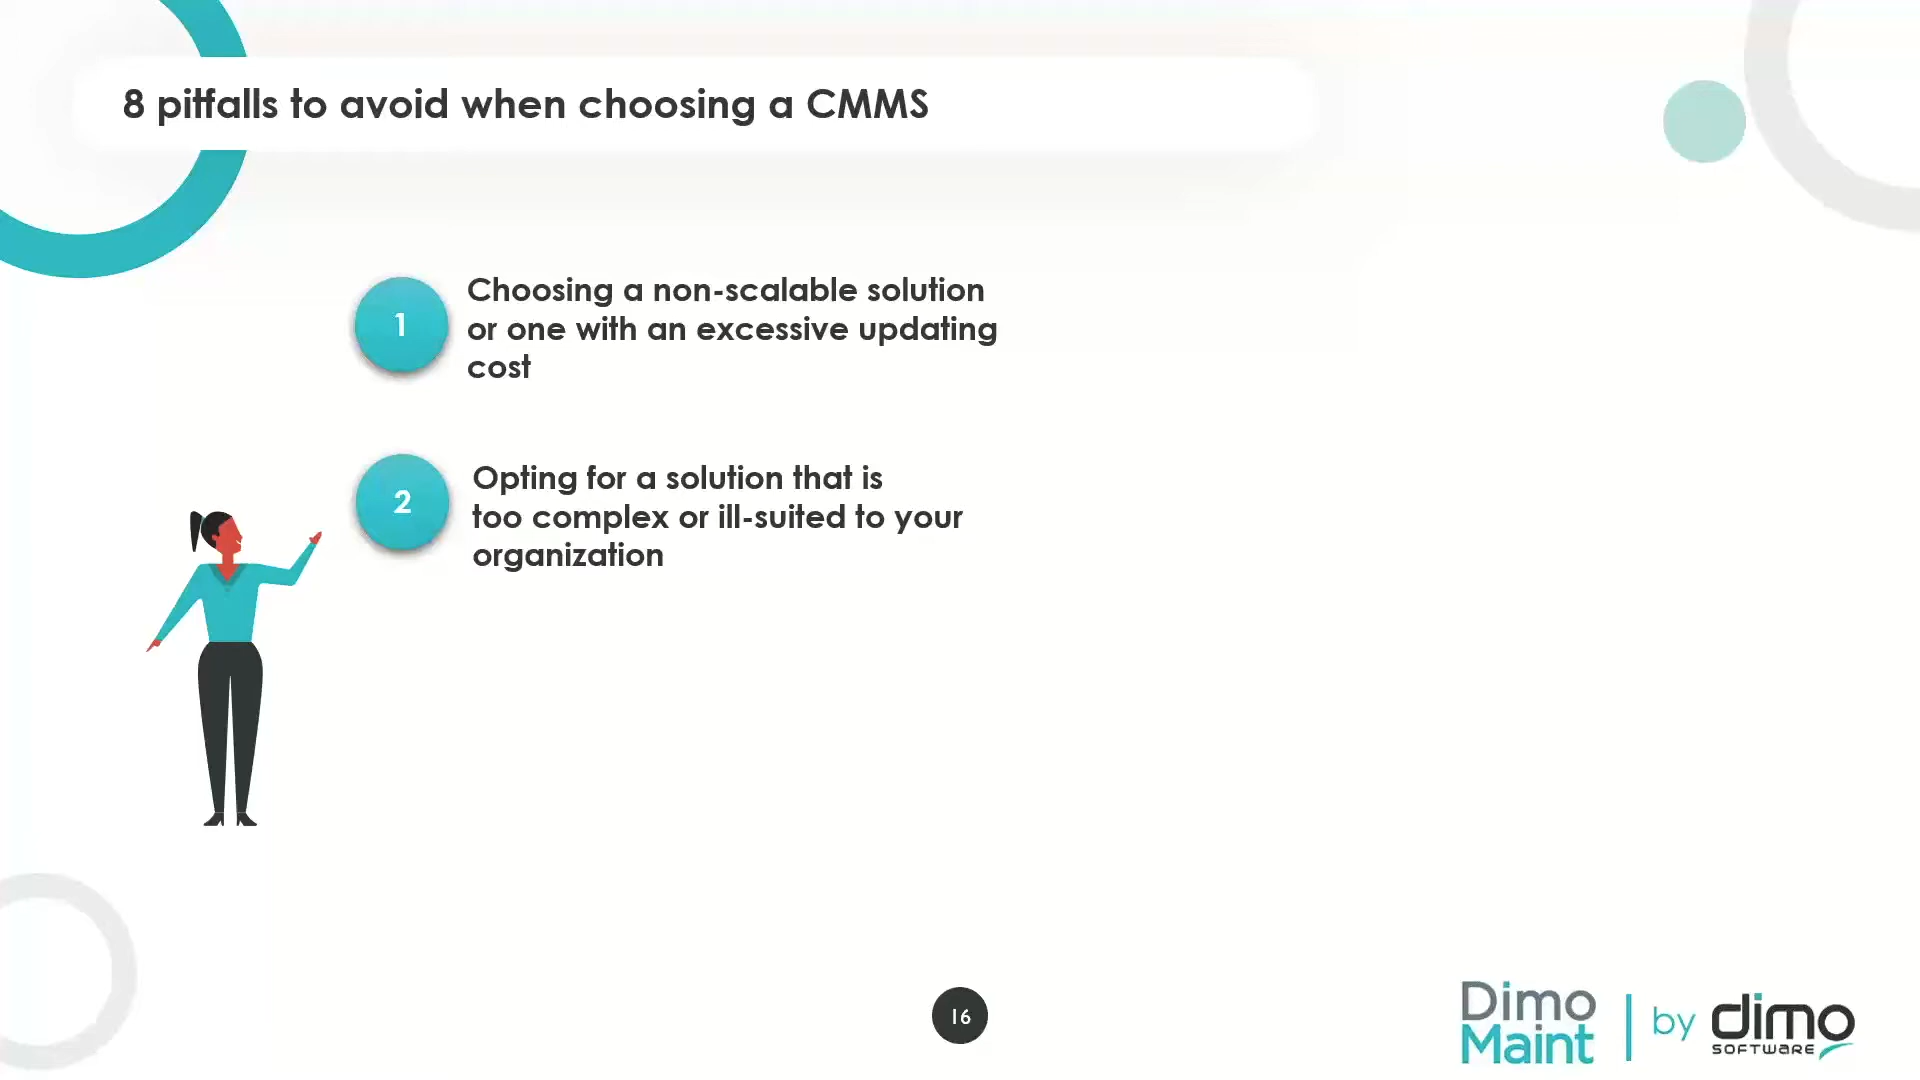 8 pitfalls to avoid when choosing a CMMS
1
Choosing a non-scalable solution
or one with an excessive updating
cost
2
Opting for a solution that is
too complex or ill-suited to your
organization
16
Dimo
Maint
by
dimo
SOFTWARE